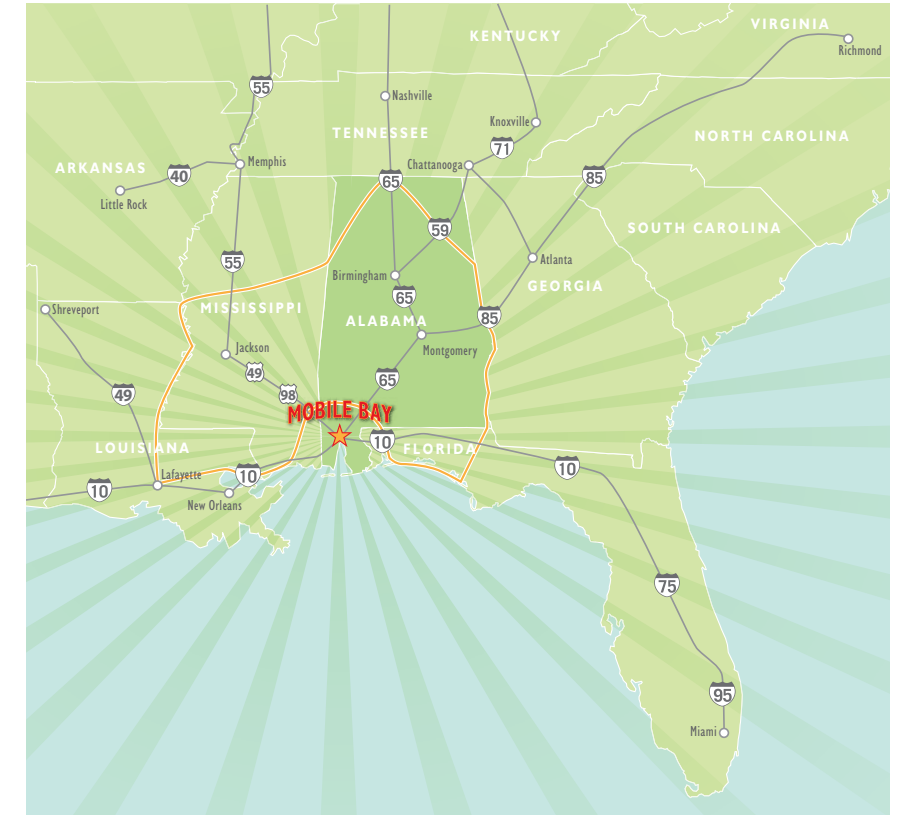 VIRGINIA
KENTUCKY
Richmond
55
Nashville
Knoxville
TENNESSEE
NORTH CAROLINA
71
Memphis
Chattanooga
ARKANSAS
40
65
85
Little Rock
59
SOUTH CAROLINA
55
Atlanta
Birmingham
GEORGIA
65
Shreveport
MISSISSIPPI
ALABAMA
85
Jackson
Montgomery
49
65
49
98
MOBILE BAY
10
LOUISIANA
FLORIDA
10
Lafayette
10
10
New Orleans
75
95
Miami